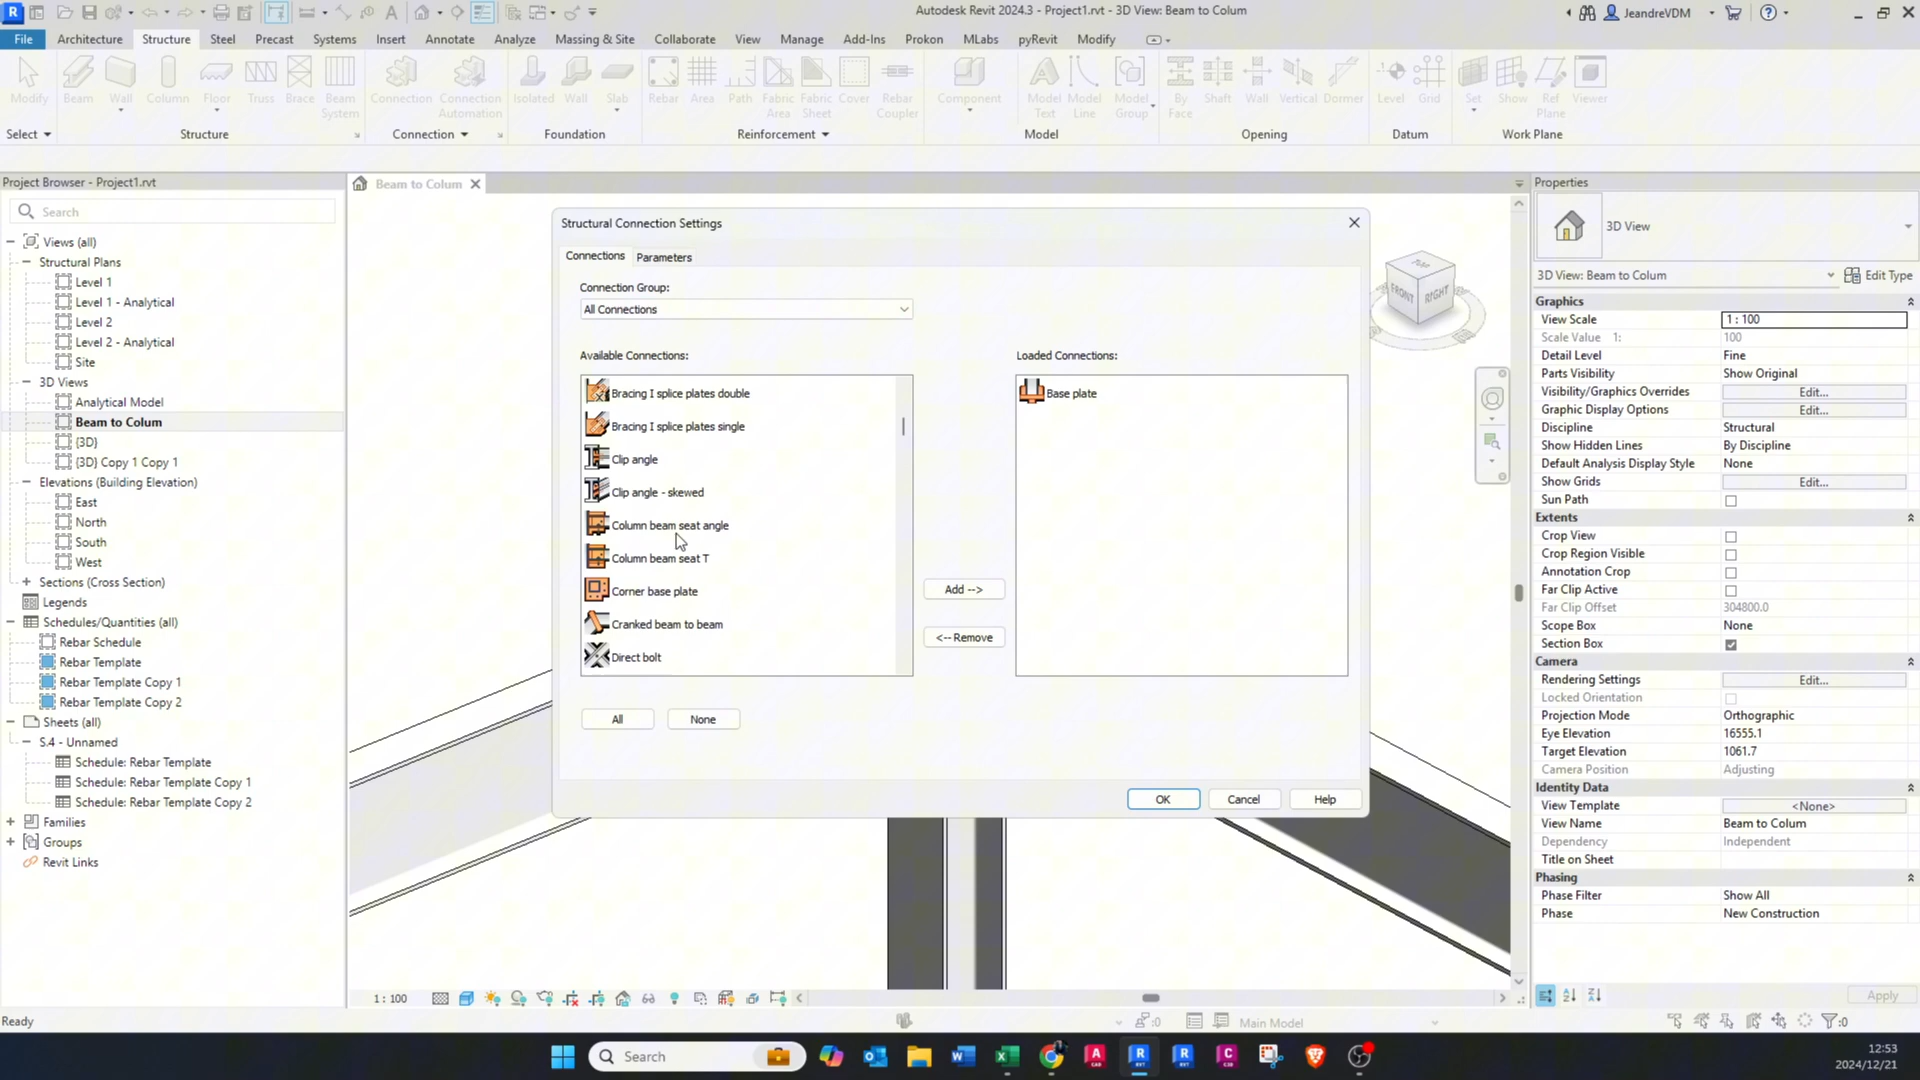 Autodesk Revit 2024.3 - Project1.rvt - 3D View: Beam to Colum
JeandreVDM
File Architecture Structure Steel Precast Systems Insert Annotate Analyze Massing & Site Collaborate View Manage Add-Ins Prokon MLabs pyRevit Modify
Modify Beam Wall Column Floor Truss Brace Beam System Connection Connection Automation Isolated Wall Slab Rebar Area Path Fabric Area Fabric Sheet Cover Rebar Coupler Component Model Text Model Line Model Group By Face Shaft Wall Vertical Dormer Level Grid Set Show Ref Plane Viewer
Select Structure Connection Foundation Reinforcement Model Opening Datum Work Plane
Project Browser - Project1.rvt
Search
Views (all)
Structural Plans
Level 1
Level 1 - Analytical
Level 2
Level 2 - Analytical
Site
3D Views
Analytical Model
Beam to Colum
{3D}
{3D} Copy 1 Copy 1
Elevations (Building Elevation)
East
North
South
West
Sections (Cross Section)
Legends
Schedules/Quantities (all)
Rebar Schedule
Rebar Template
Rebar Template Copy 1
Rebar Template Copy 2
Sheets (all)
S.4 - Unnamed
Schedule: Rebar Template
Schedule: Rebar Template Copy 1
Schedule: Rebar Template Copy 2
Families
Groups
Revit Links
Beam to Colum
Structural Connection Settings
Connections Parameters
Connection Group:
All Connections
Available Connections:
Bracing I splice plates double
Bracing I splice plates single
Clip angle
Clip angle - skewed
Column beam seat angle
Column beam seat T
Corner base plate
Cranked beam to beam
Direct bolt
Add -->
<-- Remove
Loaded Connections:
Base plate
All None
OK Cancel Help
TOP
FRONT
RIGHT
Properties
3D View
3D View: Beam to Colum Edit Type
Graphics
View Scale 1 : 100
Scale Value 1: 100
Detail Level Fine
Parts Visibility Show Original
Visibility/Graphics Overrides Edit...
Graphic Display Options Edit...
Discipline Structural
Show Hidden Lines By Discipline
Default Analysis Display Style None
Show Grids Edit...
Sun Path
Extents
Crop View
Crop Region Visible
Annotation Crop
Far Clip Active
Far Clip Offset 304800.0
Scope Box None
Section Box
Camera
Rendering Settings Edit...
Locked Orientation
Projection Mode Orthographic
Eye Elevation 16555.1
Target Elevation 1061.7
Camera Position Adjusting
Identity Data
View Template <None>
View Name Beam to Colum
Dependency Independent
Title on Sheet
Phasing
Phase Filter Show All
Phase New Construction
Apply
1 : 100
Ready
:0
Main Model
:0
Search
12:53
2024/12/21